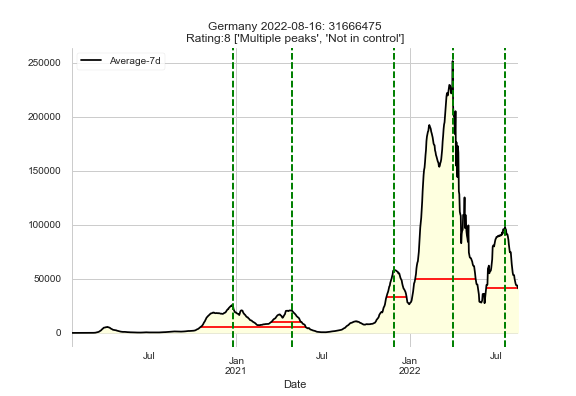 Germany 2022-08-16: 31666475
Rating:8 ['Multiple peaks', 'Not in control']
Average-7d
250000
200000
150000
100000
50000
0
Jul
Jan
2021
Jul
Jan
2022
Jul
Date